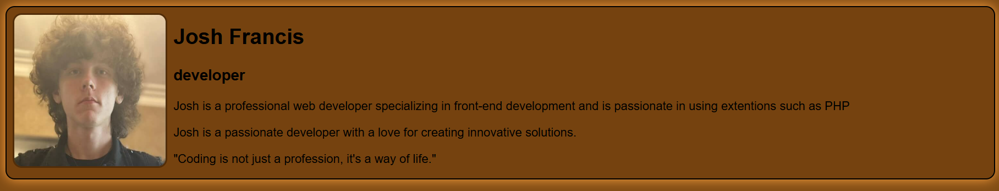 Josh Francis
developer
Josh is a professional web developer specializing in front-end development and is passionate in using extentions such as PHP
Josh is a passionate developer with a love for creating innovative solutions.
"Coding is not just a profession, it's a way of life."